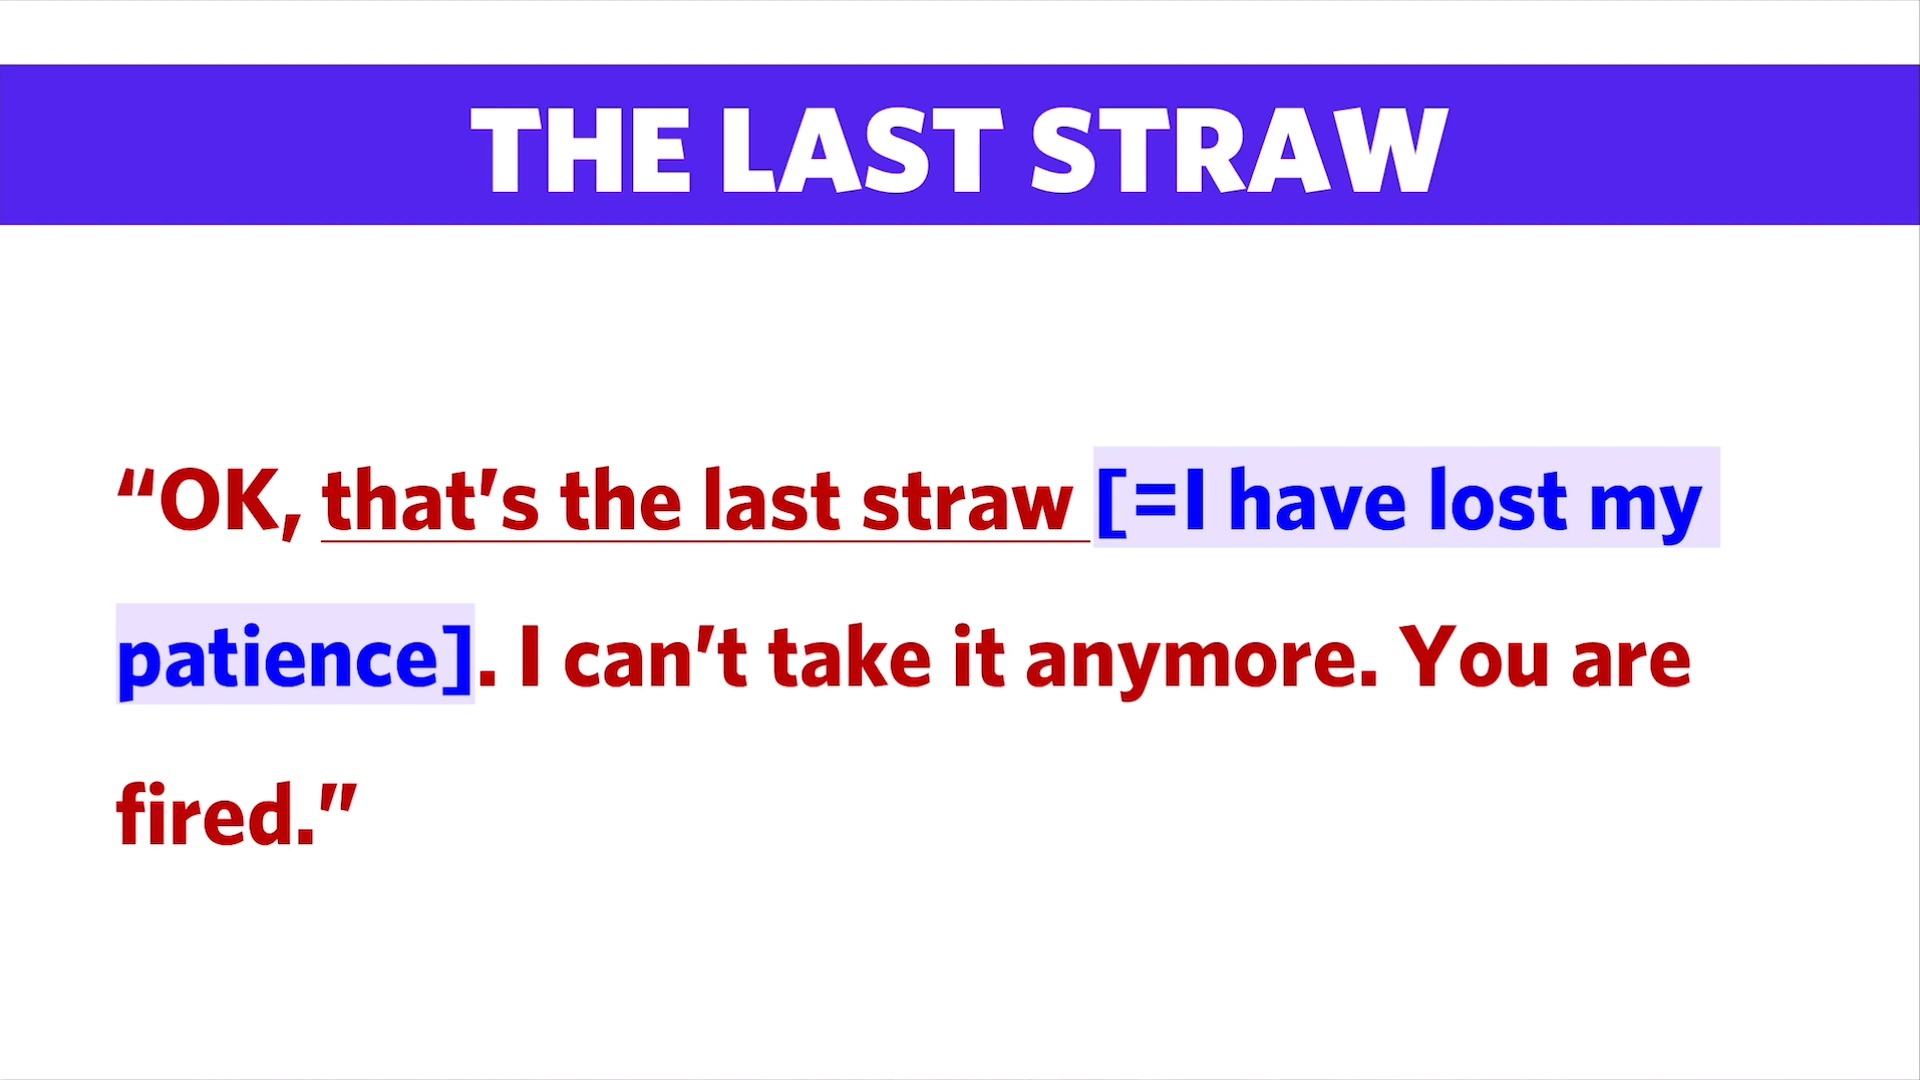 THE LAST STRAW
“OK, that’s the last straw [=I have lost my
patience]. I can’t take it anymore. You are
fired.”